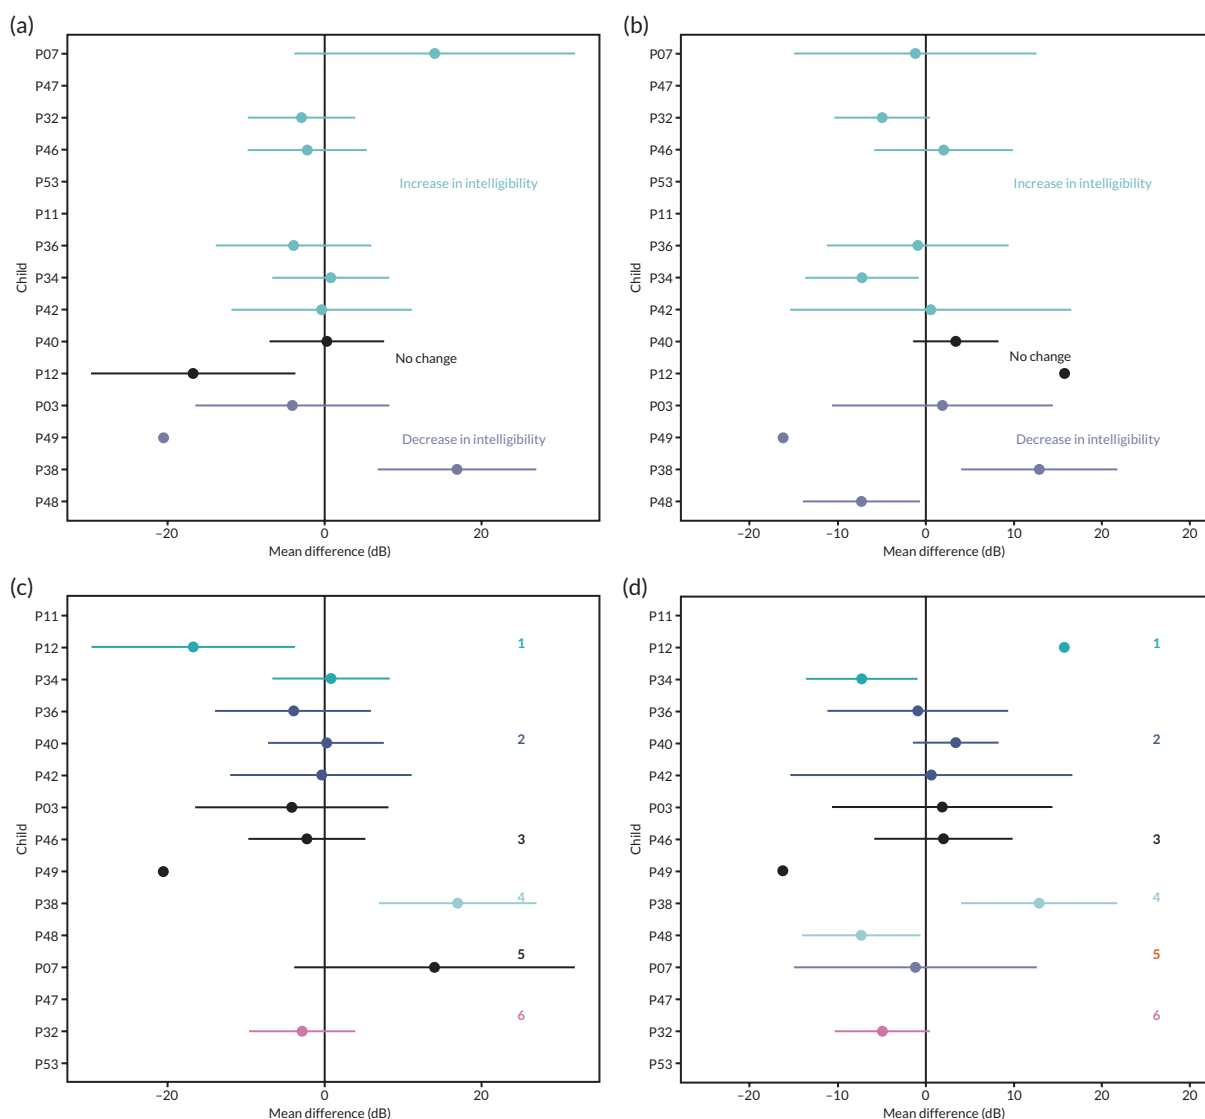 (a)
Child
P07
P47
P32
P46
P53
Increase in intelligibility
P11
P36
P34
P42
P40
No change
P12
P03
P49
Decrease in intelligibility
P38
P48
–20
0
20
Mean difference (dB)
(b)
Child
P07
P47
P32
P46
P53
Increase in intelligibility
P11
P36
P34
P42
P40
No change
P12
P03
P49
Decrease in intelligibility
P38
P48
–20
–10
0
10
20
20
Mean difference (dB)
(c)
Child
P11
P12
1
P34
P36
P40
2
P42
P03
P46
3
P49
P38
4
P48
5
P07
P47
6
P32
P53
–20
0
20
Mean difference (dB)
(d)
Child
P11
P12
1
P34
P36
P40
2
P42
P03
P46
3
P49
P38
4
P48
5
P07
P47
6
P32
P53
–20
–10
0
10
20
20
Mean difference (dB)